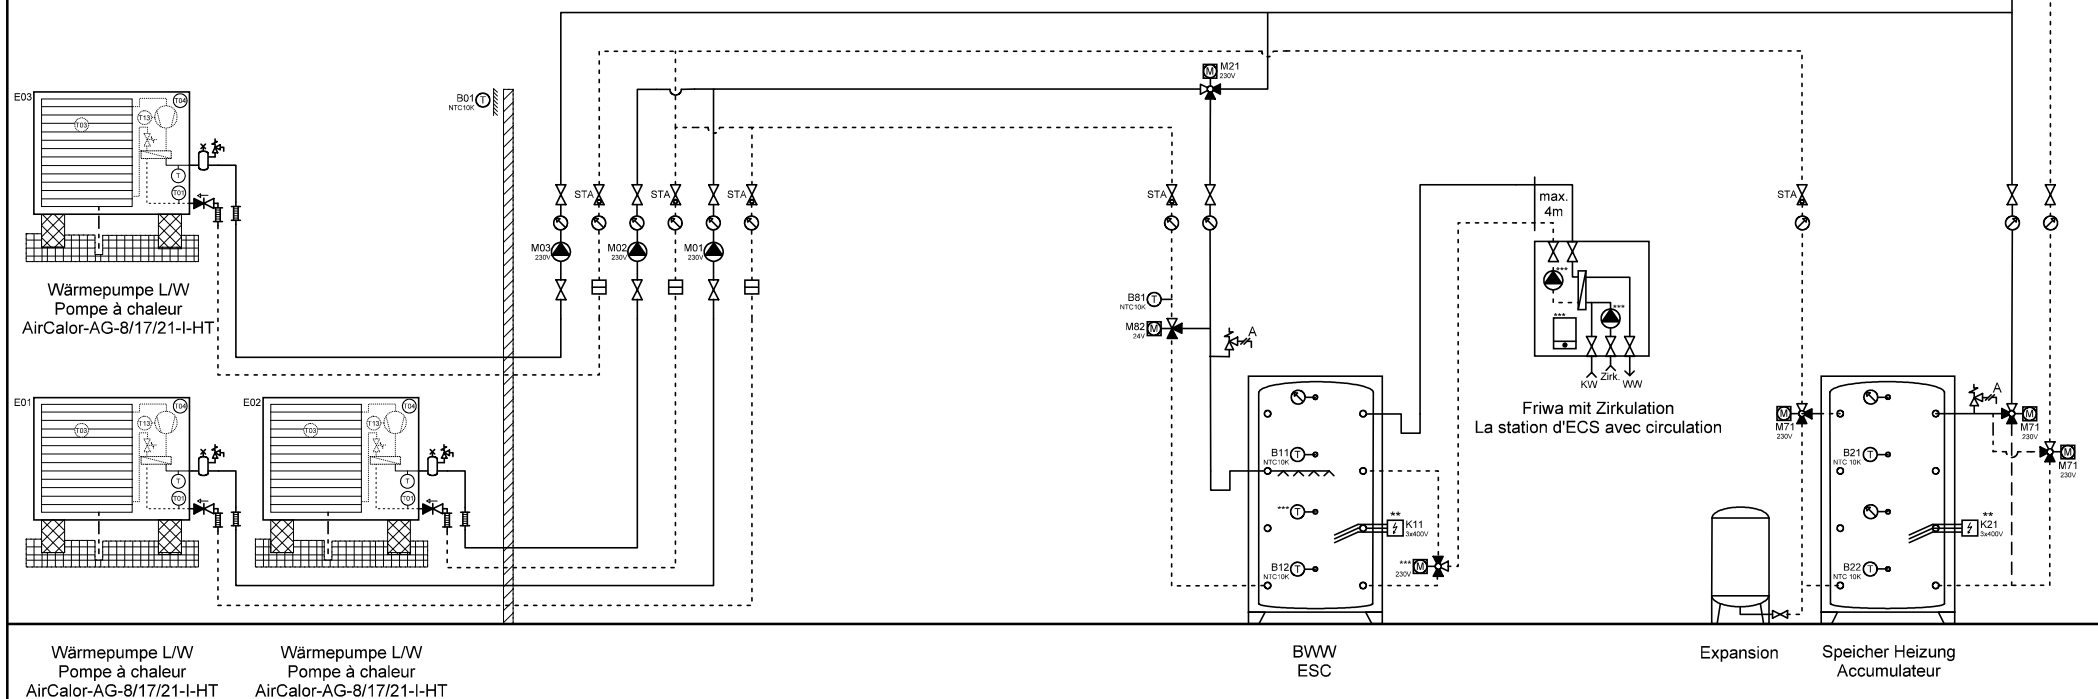 M21
230V
E03
T04
T13
T03
T
T01
B01
T
NTC10K
STA
STA
STA
STA
STA
max.
4m
M03
230V
M02
230V
M01
230V
Wärmepumpe L/W
Pompe à chaleur
AirCalor-AG-8/17/21-I-HT
B81
T
NTC10K
M82
M
24V
A
***
***
***
KW
Zirk.
WW
Friwa mit Zirkulation
La station d'ECS avec circulation
E01
T04
T13
T03
T
T01
E02
T04
T13
T03
T
T01
B11
T
NTC10K
***
T
**
K11
3x400V
B12
T
NTC10K
***
M
230V
M
M71
230V
A
M
M71
230V
M
M71
230V
B21
T
NTC 10K
**
K21
3x400V
B22
T
NTC 10K
Wärmepumpe L/W
Pompe à chaleur
AirCalor-AG-8/17/21-I-HT
Wärmepumpe L/W
Pompe à chaleur
AirCalor-AG-8/17/21-I-HT
BWW
ESC
Expansion
Speicher Heizung
Accumulateur